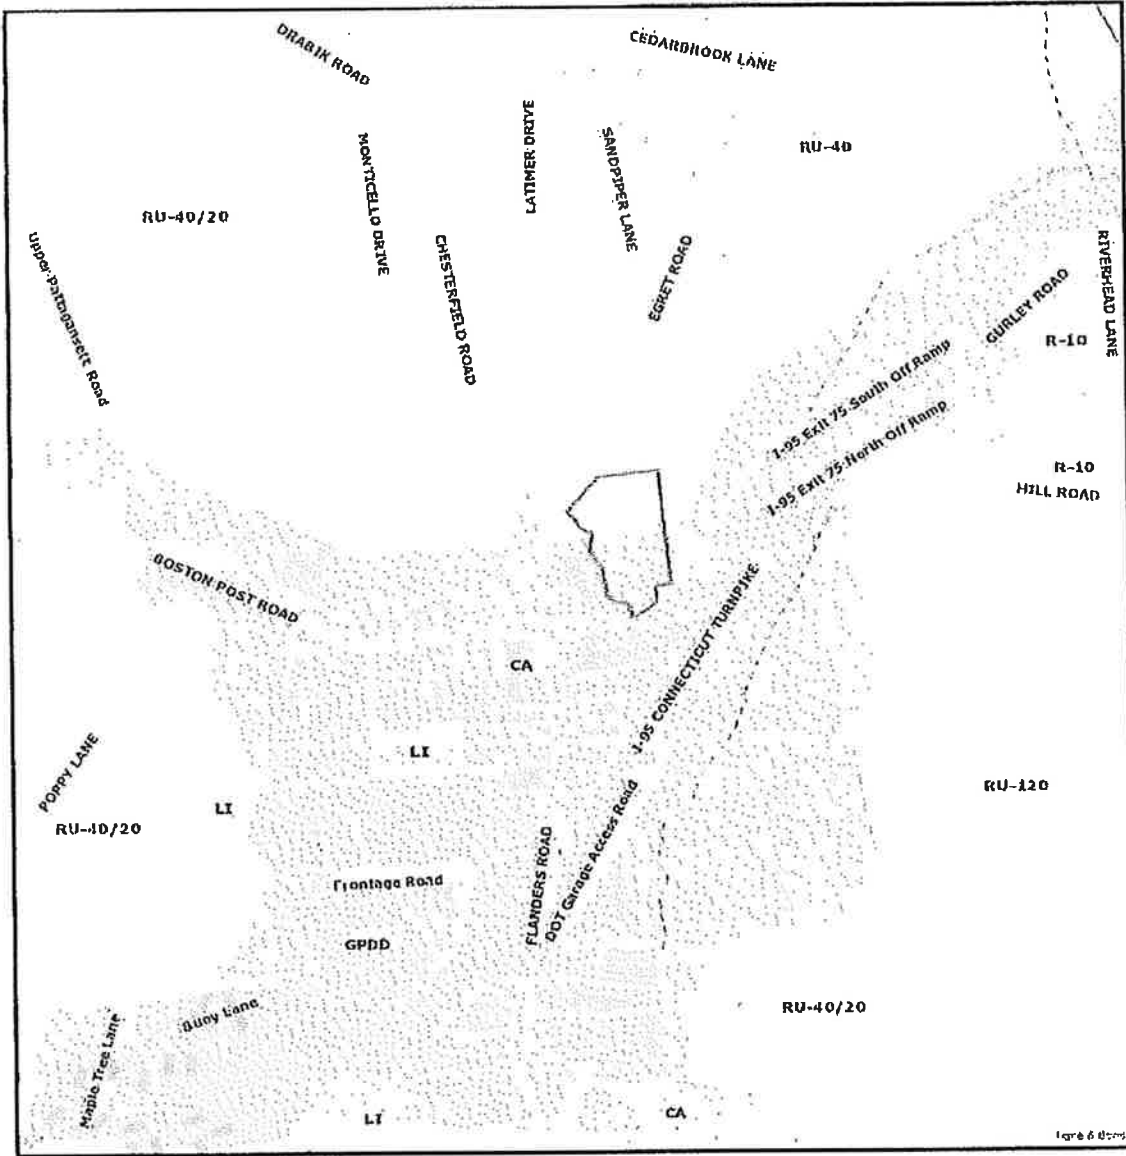 DRABIK ROAD
CEDARBROOK LANE
MONTICELLO DRIVE
LATIMER DRIVE
SANDPIPER LANE
RU-40
RU-40/20
Upper Pattagansett Road
CHESTERFIELD ROAD
EGRET ROAD
RIVERHEAD LANE
GURLEY ROAD
R-10
I-95 Exit 75 South Off Ramp
I-95 Exit 75 North Off Ramp
R-10
HILL ROAD
BOSTON POST ROAD
I-95 CONNECTICUT TURNPIKE
CA
LI
POPPY LANE
LI
RU-120
RU-40/20
FLANDERS ROAD
DOT Garage Access Road
Frontage Road
GPDD
Buoy Lane
RU-40/20
Maple Tree Lane
LI
CA